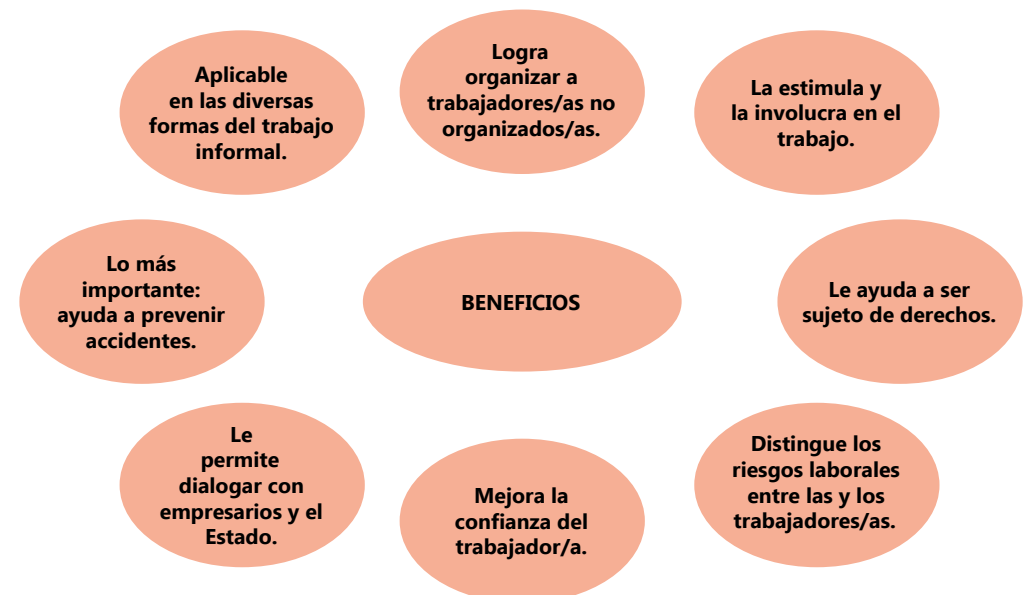 Aplicable
en las diversas
formas del trabajo
informal.
Logra
organizar a
trabajadores/as no
organizados/as.
La estimula y
la involucra en el
trabajo.
Lo más
importante:
ayuda a prevenir
accidentes.
BENEFICIOS
Le ayuda a ser
sujeto de derechos.
Le
permite
dialogar con
empresarios y el
Estado.
Mejora la
confianza del
trabajador/a.
Distingue los
riesgos laborales
entre las y los
trabajadores/as.